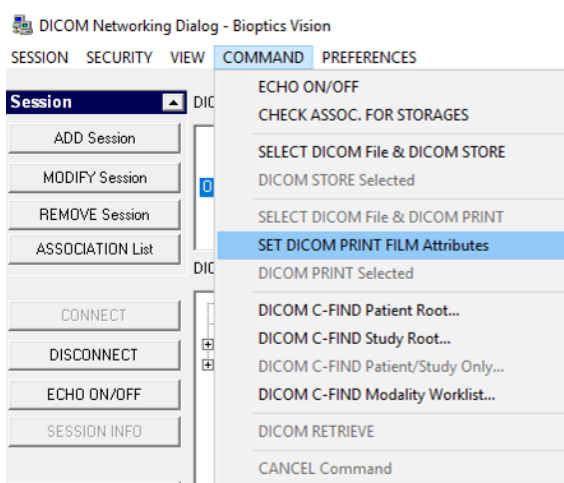 DICOM Networking Dialog - Bioptics Vision
SESSION SECURITY VIEW COMMAND PREFERENCES
Session
ADD Session
MODIFY Session
REMOVE Session
ASSOCIATION List
CONNECT
DISCONNECT
ECHO ON/OFF
SESSION INFO
DIC
0
DIC
ECHO ON/OFF
CHECK ASSOC. FOR STORAGES
SELECT DICOM File & DICOM STORE
DICOM STORE Selected
SELECT DICOM File & DICOM PRINT
SET DICOM PRINT FILM Attributes
DICOM PRINT Selected
DICOM C-FIND Patient Root...
DICOM C-FIND Study Root...
DICOM C-FIND Patient/Study Only...
DICOM C-FIND Modality Worklist...
DICOM RETRIEVE
CANCEL Command